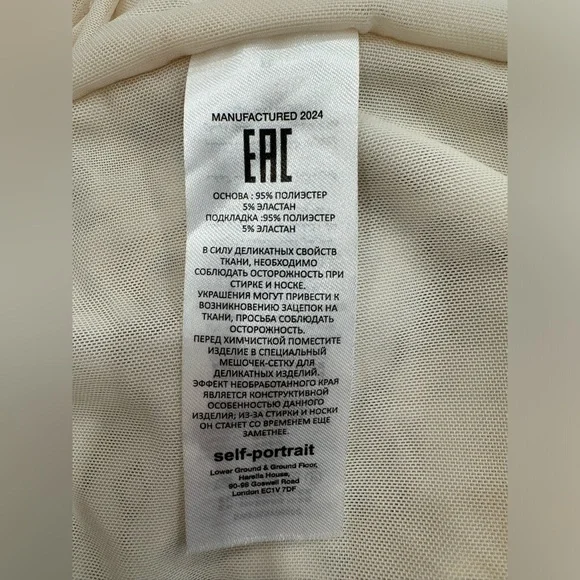 MANUFACTURED 2024
EAC
ОСНОВА : 95% ПОЛИЭСТЕР
5% ЭЛАСТАН
ПОДКЛАДКА :95% ПОЛИЭСТЕР
5% ЭЛАСТАН
В СИЛУ ДЕЛИКАТНЫХ СВОЙСТВ
ТКАНИ, НЕОБХОДИМО
СОБЛЮДАТЬ ОСТОРОЖНОСТЬ ПРИ
СТИРКЕ И НОСКЕ.
УКРАШЕНИЯ МОГУТ ПРИВЕСТИ К
ВОЗНИКНОВЕНИЮ ЗАЦЕПОК НА
ТКАНИ, ПРОСЬБА СОБЛЮДАТЬ
ОСТОРОЖНОСТЬ.
ПЕРЕД ХИМЧИСТКОЙ ПОМЕСТИТЕ
ИЗДЕЛИЕ В СПЕЦИАЛЬНЫЙ
МЕШОЧЕК-СЕТКУ ДЛЯ
ДЕЛИКАТНЫХ ИЗДЕЛИЙ.
ЭФФЕКТ НЕОБРАБОТАННОГО КРАЯ
ЯВЛЯЕТСЯ КОНСТРУКТИВНОЙ
ОСОБЕННОСТЬЮ ДАННОГО
ИЗДЕЛИЯ; ИЗ-ЗА СТИРКИ И НОСКИ
ОН СТАНЕТ СО ВРЕМЕНЕМ ЕЩЕ
ЗАМЕТНЕЕ.
self-portrait
Lower Ground & Ground Floor,
Harella House,
90-98 Goswell Road
London EC1V 7DF